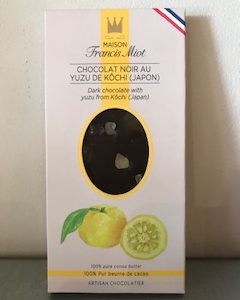 MAISON
Francis Miot
CHOCOLAT NOIR AU
YUZU DE KÔCHI (JAPON)
Dark chocolate with
yuzu from Kôchi (Japan)
100% pure cocoa butter
100% Pur beurre de cacao
ARTISAN CHOCOLATIER